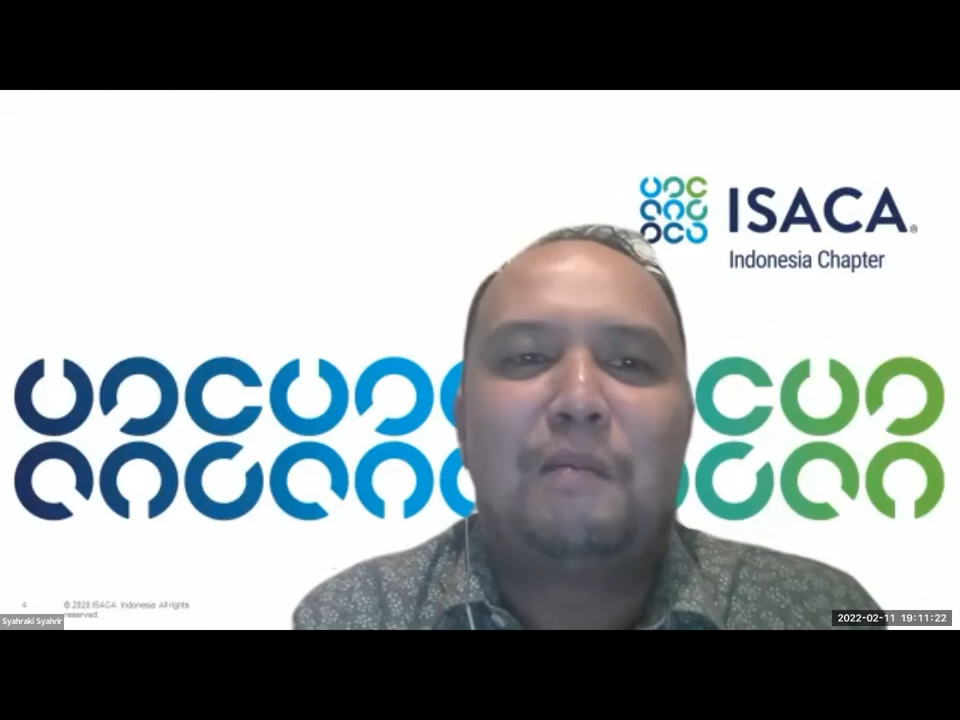 ISACA®
Indonesia Chapter
4
© 2020 ISACA Indonesia All rights
reserved.
Syahraki Syahrir
2022-02-11 19:11:22